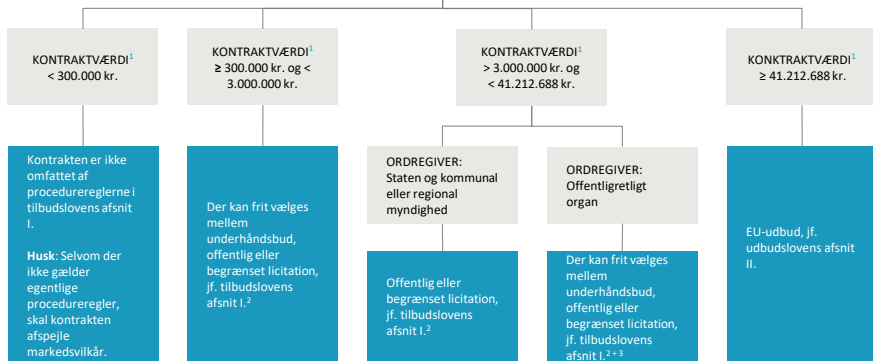 KONTRAKTVÆRDI¹
< 300.000 kr.
KONTRAKTVÆRDI¹
≥ 300.000 kr. og <
3.000.000 kr.
KONTRAKTVÆRDI¹
> 3.000.000 kr. og
< 41.212.688 kr.
KONKTRAKTVÆRDI¹
≥ 41.212.688 kr.
Kontrakten er ikke
omfattet af
procedurereglerne i
tilbudslovens afsnit
I.
Husk: Selvom der
ikke gælder
egentlige
procedureregler,
skal kontrakten
afspejle
markedsvilkår.
Der kan frit vælges
mellem
underhåndsbud,
offentlig eller
begrænset licitation,
jf. tilbudslovens
afsnit I.²
ORDREGIVER:
Staten og kommunal
eller regional
myndighed
Offentlig eller
begrænset licitation,
jf. tilbudslovens
afsnit I.²
ORDREGIVER:
Offentligretligt
organ
Der kan frit vælges
mellem
underhåndsbud,
offentlig eller
begrænset licitation,
jf. tilbudslovens
afsnit I.² ⁺ ³
EU-udbud, jf.
udbudslovens afsnit
II.